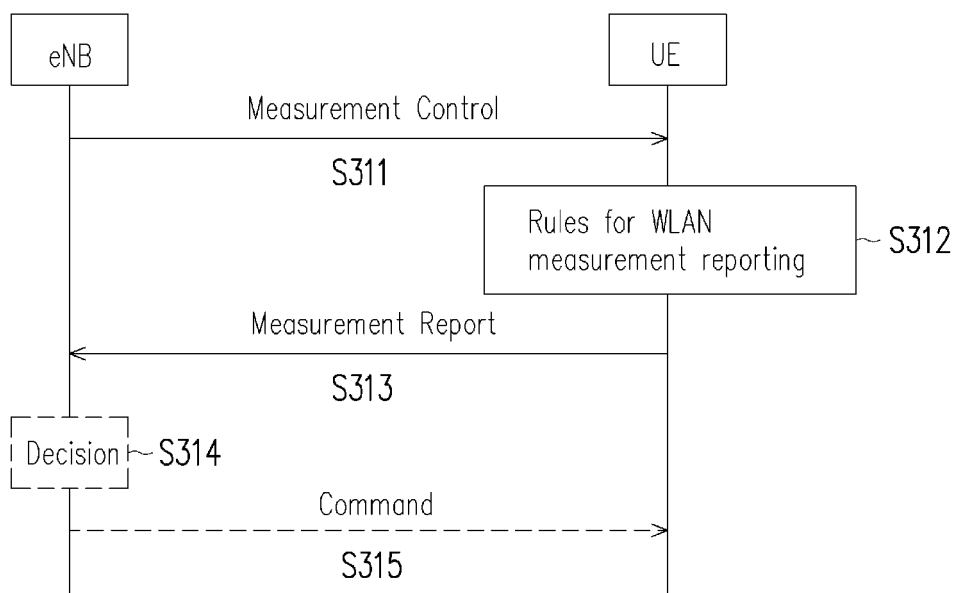 eNB
UE
Measurement Control
S311
Rules for WLAN
measurement reporting
S312
Measurement Report
S313
Decision
S314
Command
S315